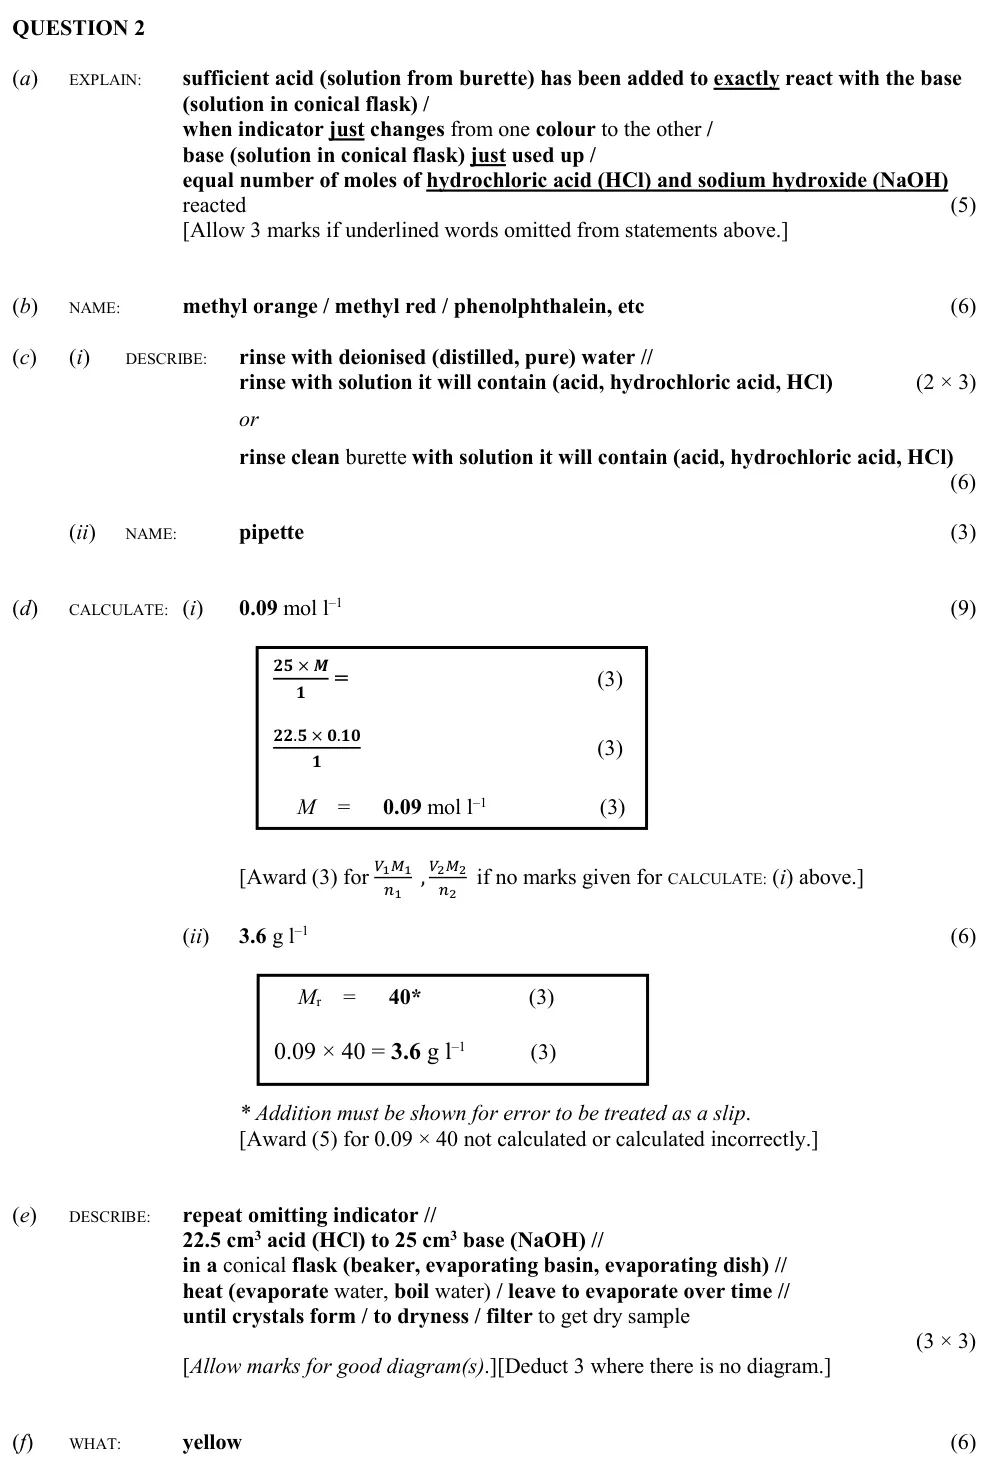 QUESTION 2
(a) EXPLAIN: sufficient acid (solution from burette) has been added to exactly react with the base
(solution in conical flask) /
when indicator just changes from one colour to the other /
base (solution in conical flask) just used up /
equal number of moles of hydrochloric acid (HCl) and sodium hydroxide (NaOH)
reacted (5)
[Allow 3 marks if underlined words omitted from statements above.]
(b) NAME: methyl orange / methyl red / phenolphthalein, etc (6)
(c) (i) DESCRIBE: rinse with deionised (distilled, pure) water //
rinse with solution it will contain (acid, hydrochloric acid, HCl) (2 × 3)
or
rinse clean burette with solution it will contain (acid, hydrochloric acid, HCl)
(6)
(ii) NAME: pipette (3)
(d) CALCULATE: (i) 0.09 mol l⁻¹ (9)
25 × M / 1 = (3)
22.5 × 0.10 / 1 (3)
M = 0.09 mol l⁻¹ (3)
[Award (3) for V₁M₁/n₁ , V₂M₂/n₂ if no marks given for CALCULATE: (i) above.]
(ii) 3.6 g l⁻¹ (6)
Mᵣ = 40* (3)
0.09 × 40 = 3.6 g l⁻¹ (3)
* Addition must be shown for error to be treated as a slip.
[Award (5) for 0.09 × 40 not calculated or calculated incorrectly.]
(e) DESCRIBE: repeat omitting indicator //
22.5 cm³ acid (HCl) to 25 cm³ base (NaOH) //
in a conical flask (beaker, evaporating basin, evaporating dish) //
heat (evaporate water, boil water) / leave to evaporate over time //
until crystals form / to dryness / filter to get dry sample
(3 × 3)
[Allow marks for good diagram(s).][Deduct 3 where there is no diagram.]
(f) WHAT: yellow (6)